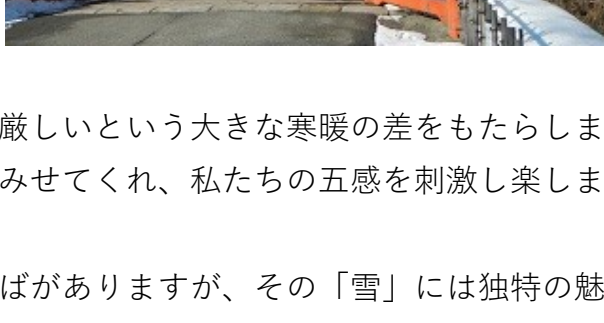 厳しいという大きな寒暖の差をもたらしま
みせてくれ、私たちの五感を刺激し楽しま
ばがありますが、その「雪」には独特の魅